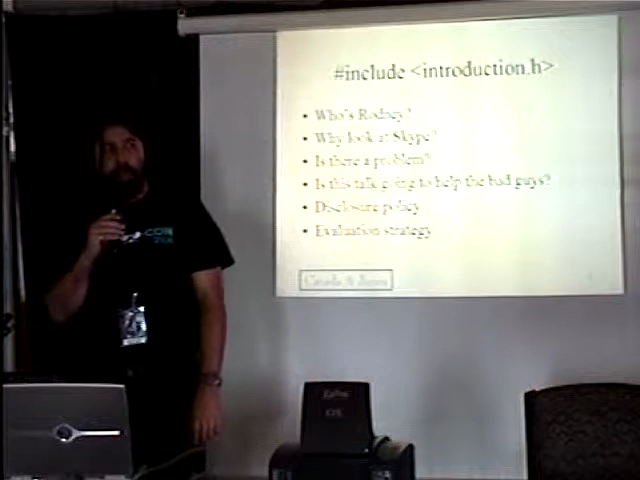 #include <introduction.h>
• Who's Rodney?
• Why look at Skype?
• Is there a problem?
• Is this talk going to help the bad guys?
• Disclosure policy
• Evaluation strategy
CON